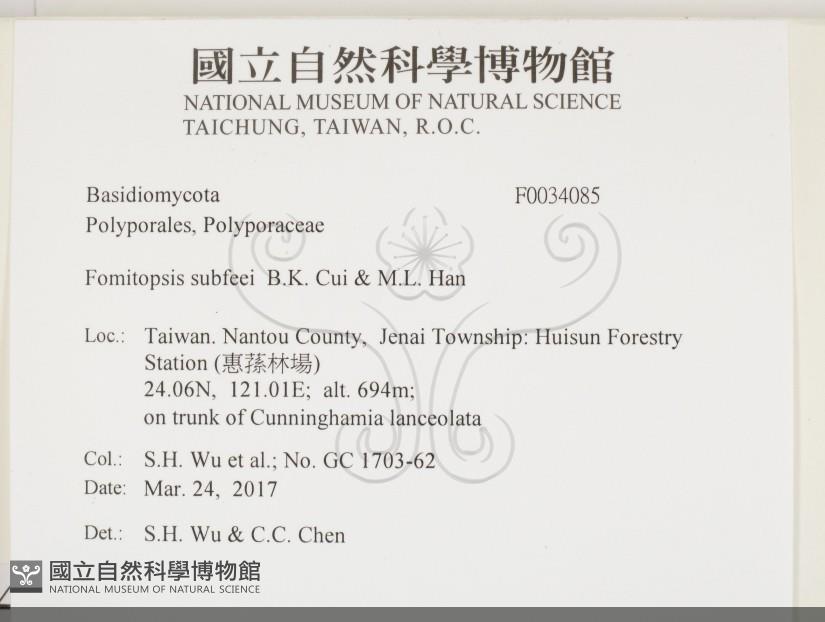 國立自然科學博物館
NATIONAL MUSEUM OF NATURAL SCIENCE
TAICHUNG, TAIWAN, R.O.C.
Basidiomycota F0034085
Polyporales, Polyporaceae
Fomitopsis subfeei B.K. Cui & M.L. Han
Loc.: Taiwan. Nantou County, Jenai Township: Huisun Forestry
Station (惠蓀林場)
24.06N, 121.01E; alt. 694m;
on trunk of Cunninghamia lanceolata
Col.: S.H. Wu et al.; No. GC 1703-62
Date: Mar. 24, 2017
Det.: S.H. Wu & C.C. Chen
國立自然科學博物館
NATIONAL MUSEUM OF NATURAL SCIENCE